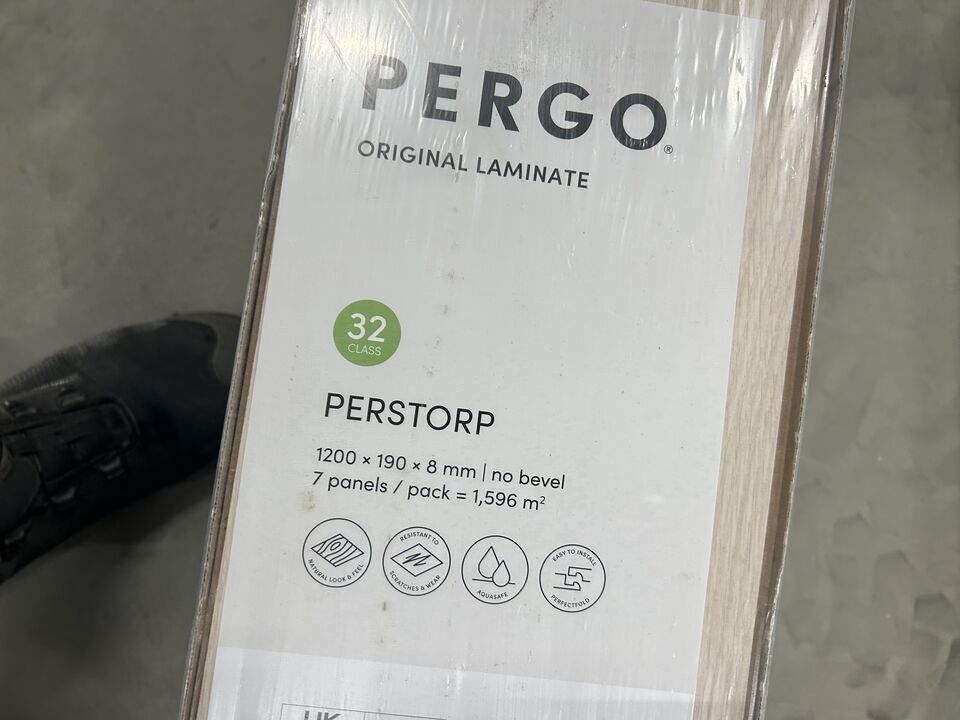 PERGO®
ORIGINAL LAMINATE
32
CLASS
PERSTORP
1200 × 190 × 8 mm | no bevel
7 panels / pack = 1,596 m²
NATURAL LOOK & FEEL
RESISTANT TO
SCRATCHES & WEAR
AQUASAFE
EASY TO INSTALL
PERFECTFOLD
UK